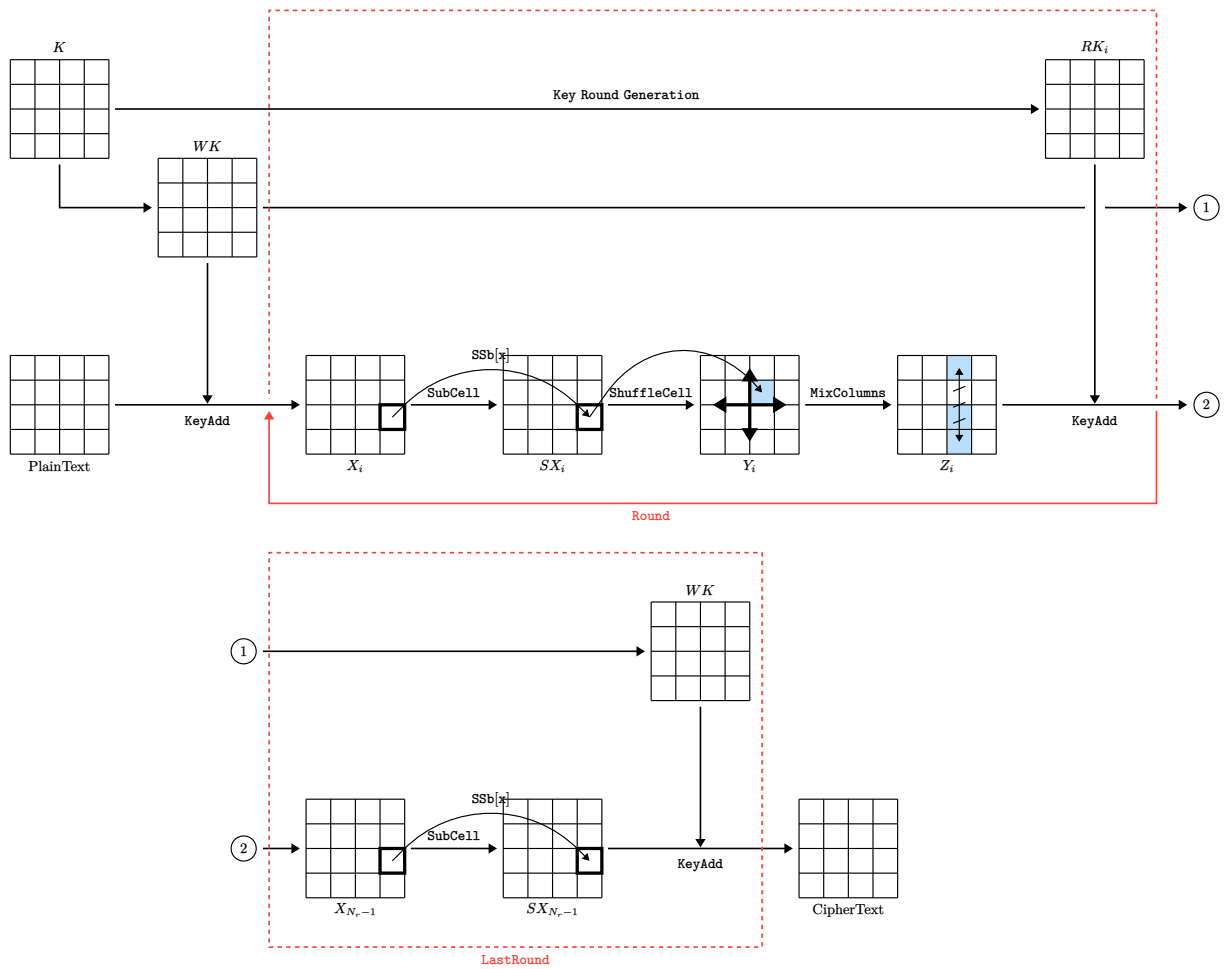 K
RK_i
Key Round Generation
WK
1
SSb[x]
SubCell
ShuffleCell
MixColumns
2
KeyAdd
KeyAdd
PlainText
X_i
SX_i
Y_i
Z_i
Round
WK
1
SSb[x]
SubCell
2
KeyAdd
X_{N_r-1}
SX_{N_r-1}
CipherText
LastRound